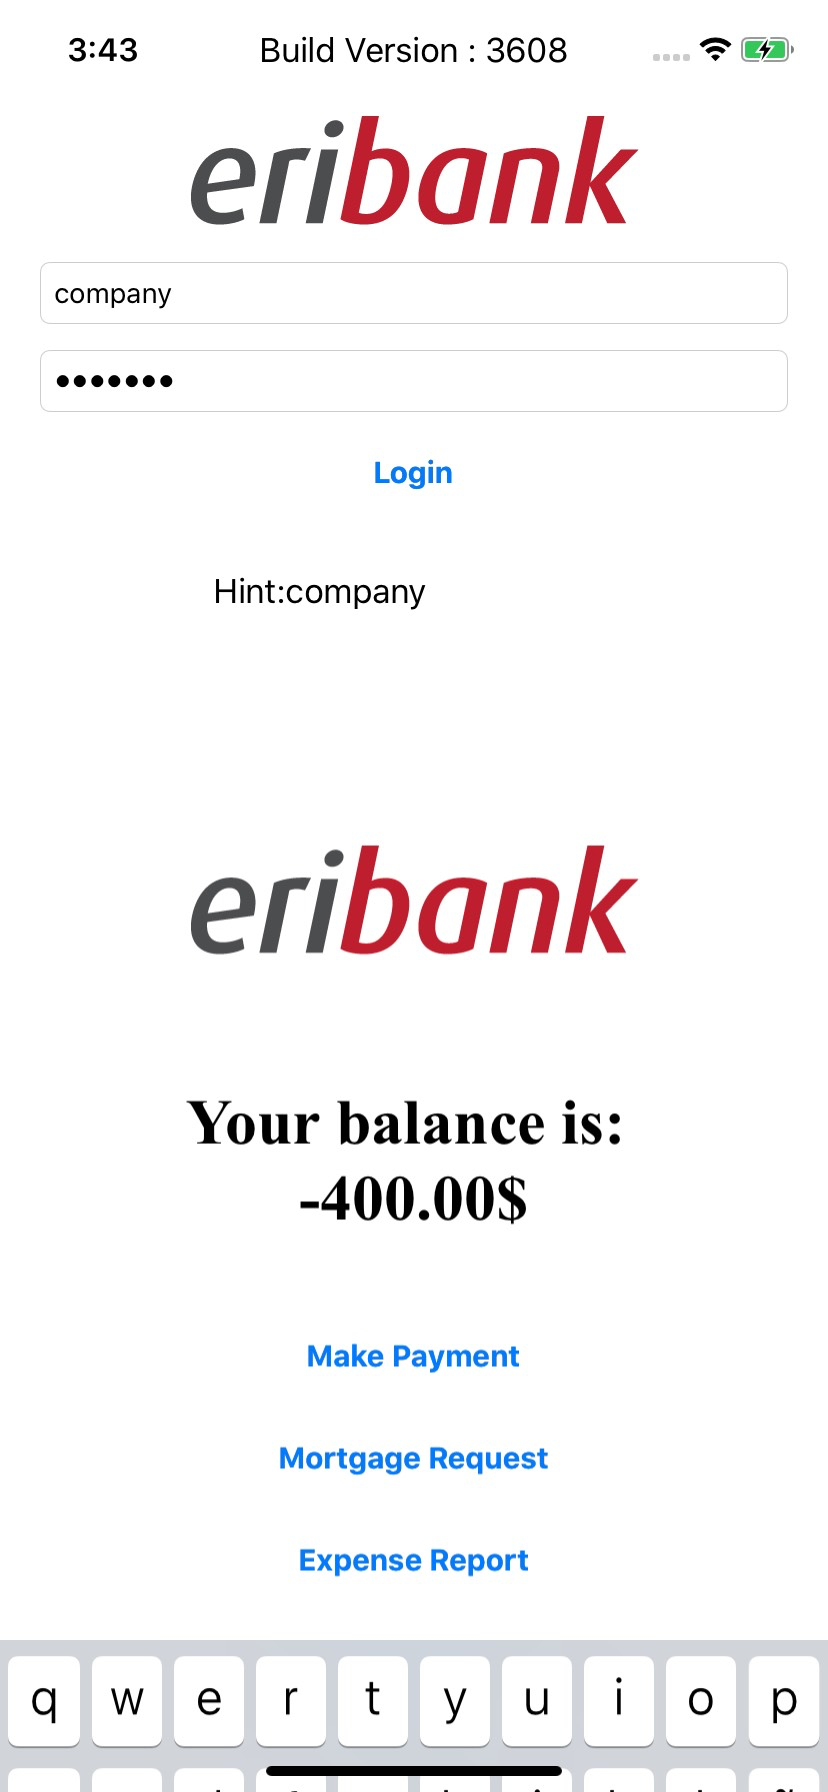 3:43 Build Version : 3608
eribank
company
•••••••
Login
Hint:company
eribank
Your balance is:
-400.00$
Make Payment
Mortgage Request
Expense Report
q w e r t y u i o p